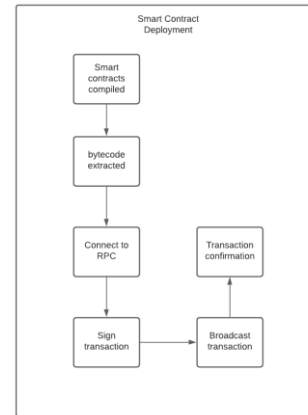 Smart Contract
Deployment
Smart
contracts
compiled
bytecode
extracted
Connect to
RPC
Transaction
confirmation
Sign
transaction
Broadcast
transaction